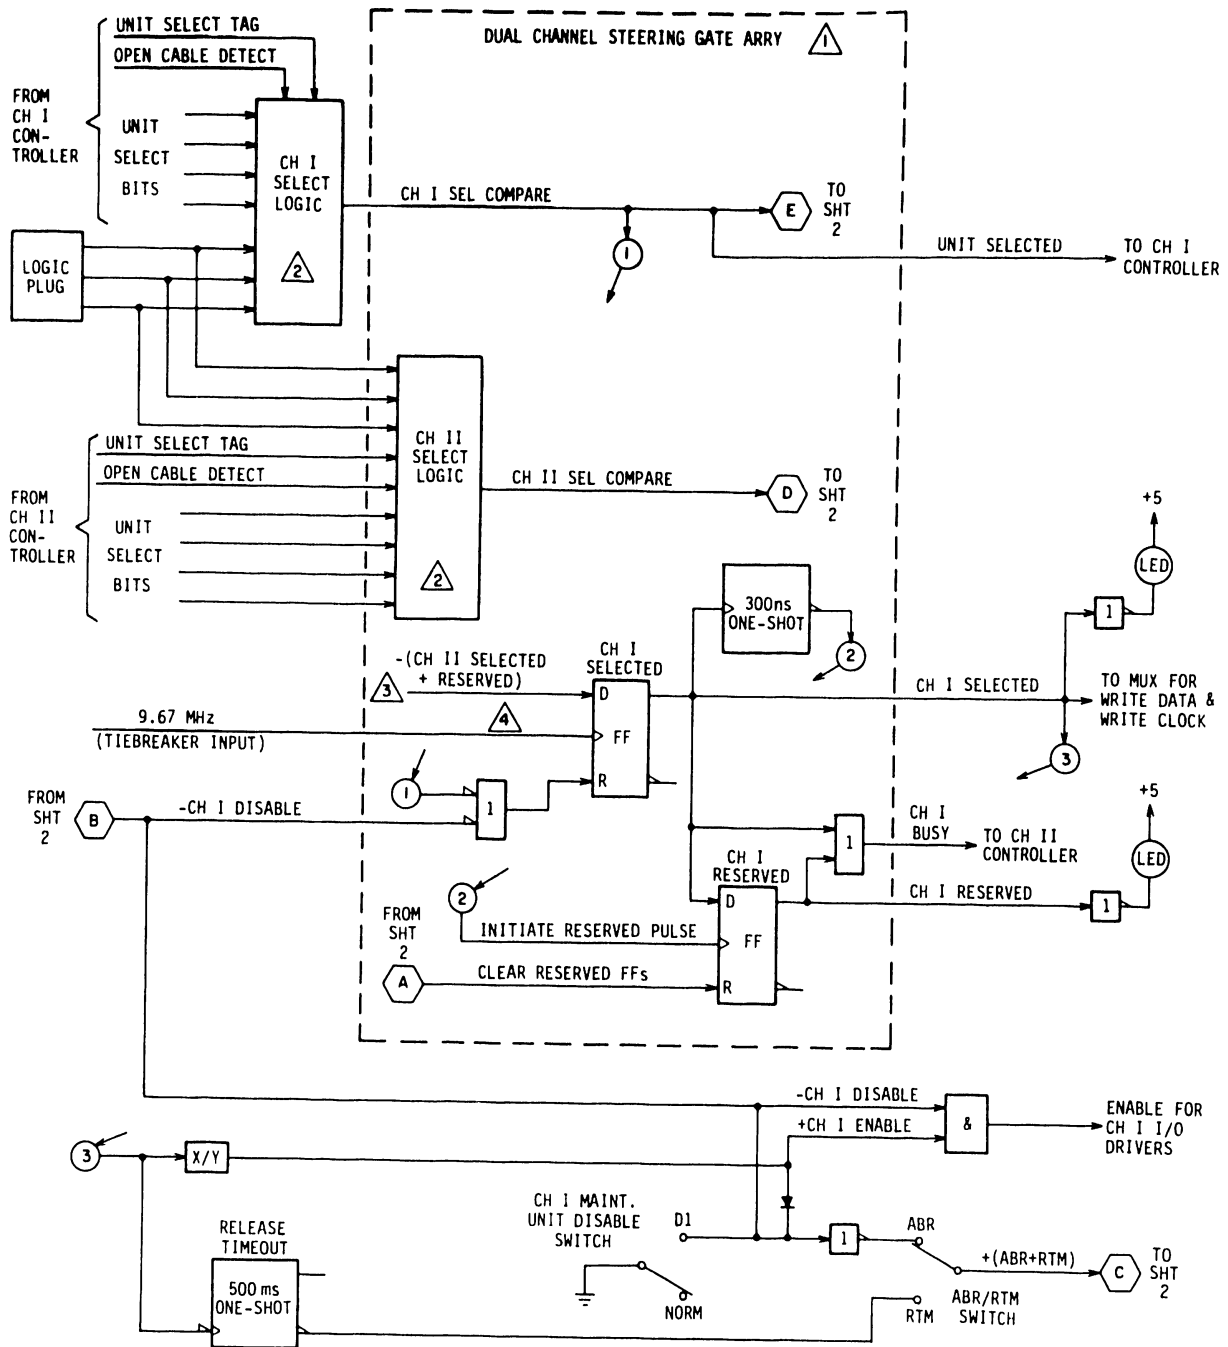 UNIT SELECT TAG
OPEN CABLE DETECT
FROM
CH I
CON-
TROLLER
UNIT
SELECT
BITS
CH I
SELECT
LOGIC
2
LOGIC
PLUG
DUAL CHANNEL STEERING GATE ARRY
1
CH I SEL COMPARE
1
E
TO
SHT
2
UNIT SELECTED
TO CH I
CONTROLLER
UNIT SELECT TAG
OPEN CABLE DETECT
FROM
CH II
CON-
TROLLER
UNIT
SELECT
BITS
CH II
SELECT
LOGIC
2
CH II SEL COMPARE
D
TO
SHT
2
300ns
ONE-SHOT
2
+5
LED
1
3
-(CH II SELECTED
+ RESERVED)
CH I
SELECTED
D
FF
R
4
9.67 MHz
(TIEBREAKER INPUT)
CH I SELECTED
TO MUX FOR
WRITE DATA &
WRITE CLOCK
3
FROM
SHT
2
B
-CH I DISABLE
1
1
CH I
BUSY
1
TO CH II
CONTROLLER
+5
LED
1
CH I
RESERVED
D
FF
R
CH I RESERVED
2
INITIATE RESERVED PULSE
FROM
SHT
2
A
CLEAR RESERVED FFs
-CH I DISABLE
+CH I ENABLE
&
ENABLE FOR
CH I I/O
DRIVERS
3
X/Y
RELEASE
TIMEOUT
500 ms
ONE-SHOT
CH I MAINT.
UNIT DISABLE
SWITCH
D1
NORM
1
ABR
RTM
ABR/RTM
SWITCH
+(ABR+RTM)
C
TO
SHT
2